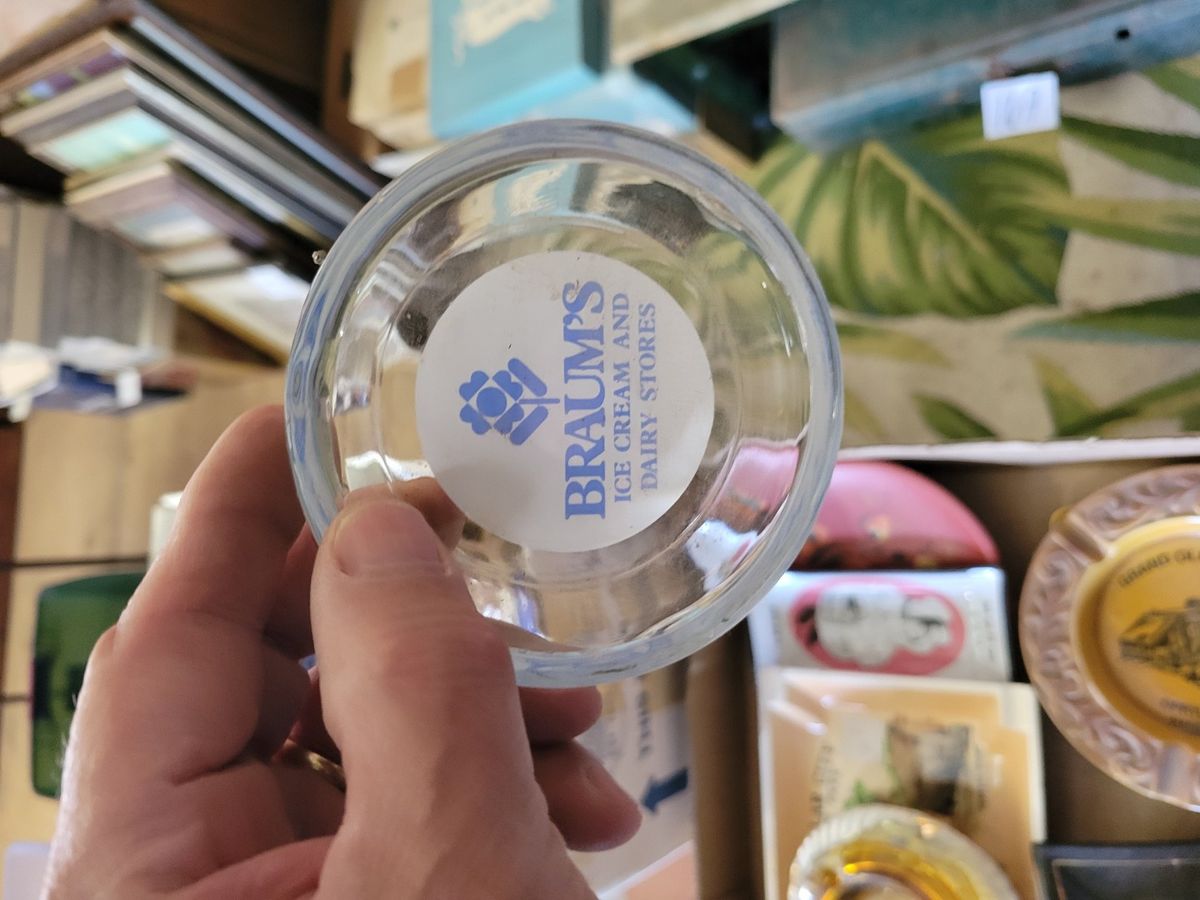 BRAUM'S
ICE CREAM AND
DAIRY STORES